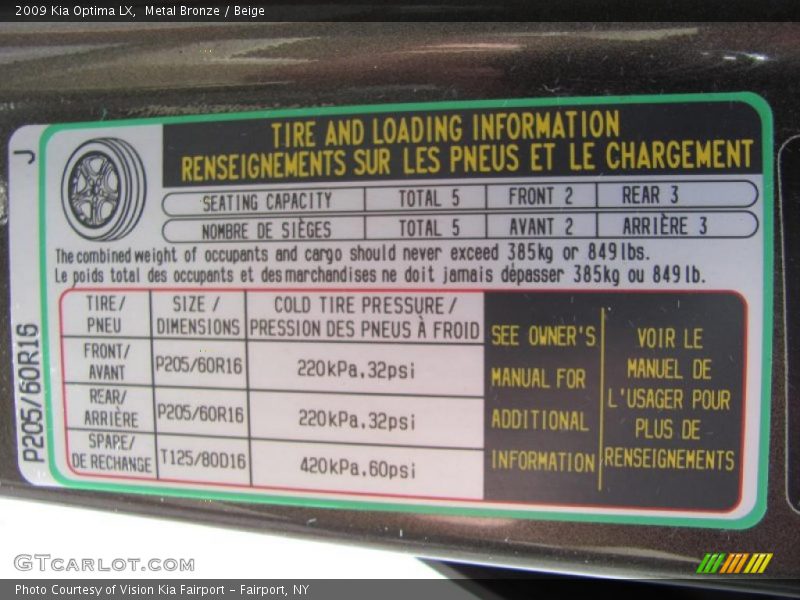 2009 Kia Optima LX, Metal Bronze / Beige
J
TIRE AND LOADING INFORMATION
RENSEIGNEMENTS SUR LES PNEUS ET LE CHARGEMENT
SEATING CAPACITY TOTAL 5 FRONT 2 REAR 3
NOMBRE DE SIÈGES TOTAL 5 AVANT 2 ARRIÈRE 3
The combined weight of occupants and cargo should never exceed 385kg or 849 lbs.
Le poids total des occupants et des marchandises ne doit jamais dépasser 385kg ou 849 lb.
P205/60R16
TIRE/
PNEU
SIZE /
DIMENSIONS
COLD TIRE PRESSURE /
PRESSION DES PNEUS À FROID
FRONT/
AVANT
P205/60R16
220kPa.32psi
REAR/
ARRIÈRE
P205/60R16
220kPa.32psi
SPARE/
DE RECHANGE
T125/80D16
420kPa.60psi
SEE OWNER'S
MANUAL FOR
ADDITIONAL
INFORMATION
VOIR LE
MANUEL DE
L'USAGER POUR
PLUS DE
RENSEIGNEMENTS
GTcarlot.com
Photo Courtesy of Vision Kia Fairport – Fairport, NY